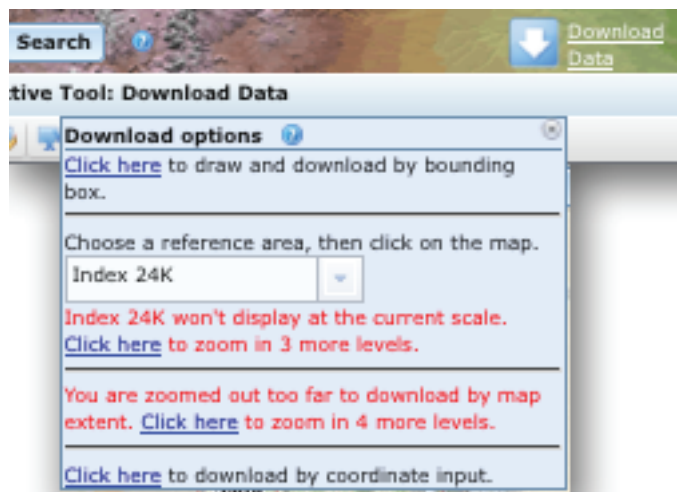 Search
Download
Data
tive Tool: Download Data
Download options
Click here to draw and download by bounding
box.
Choose a reference area, then click on the map.
Index 24K
Index 24K won't display at the current scale.
Click here to zoom in 3 more levels.
You are zoomed out too far to download by map
extent. Click here to zoom in 4 more levels.
Click here to download by coordinate input.